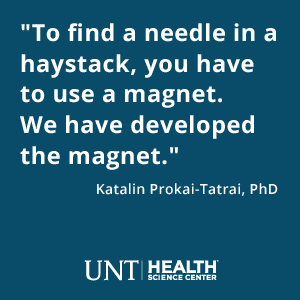 "To find a needle in a
haystack, you have
to use a magnet.
We have developed
the magnet."
Katalin Prokai-Tatrai, PhD
UNT HEALTH
SCIENCE CENTER